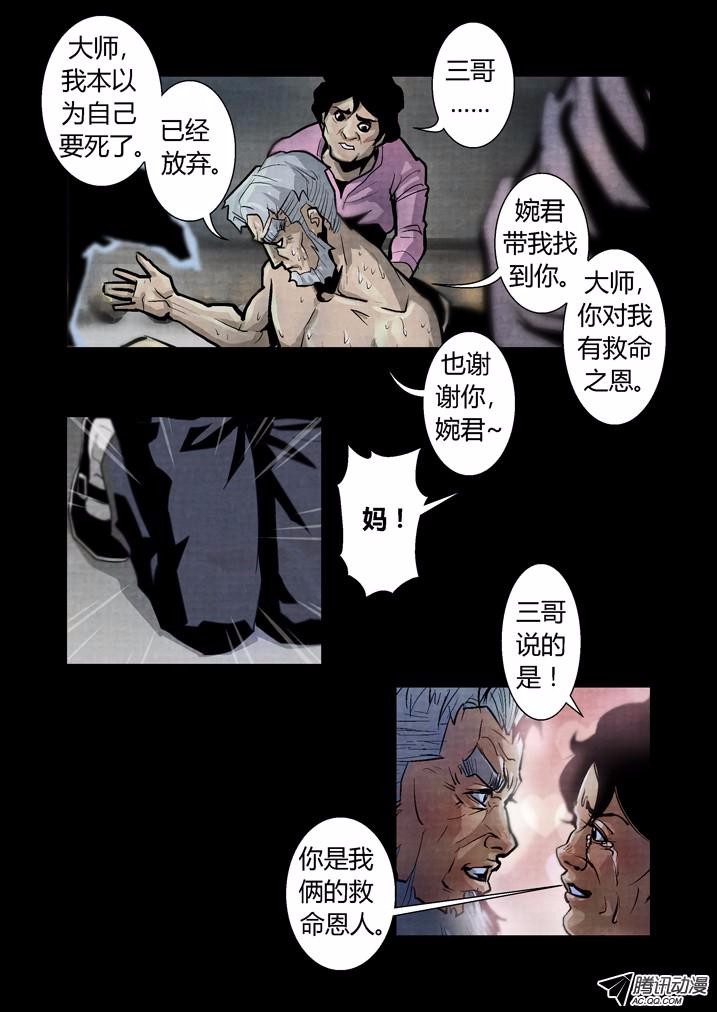 大师，
我本以
为自己
要死了。
已经
放弃。
三哥
……
婉君
带我找
到你。
大师，
你对我
有救命
之恩。
也谢
谢你，
婉君~
妈！
三哥
说的
是！
你是我
俩的救
命恩人。
腾讯动漫
AC.QQ.COM